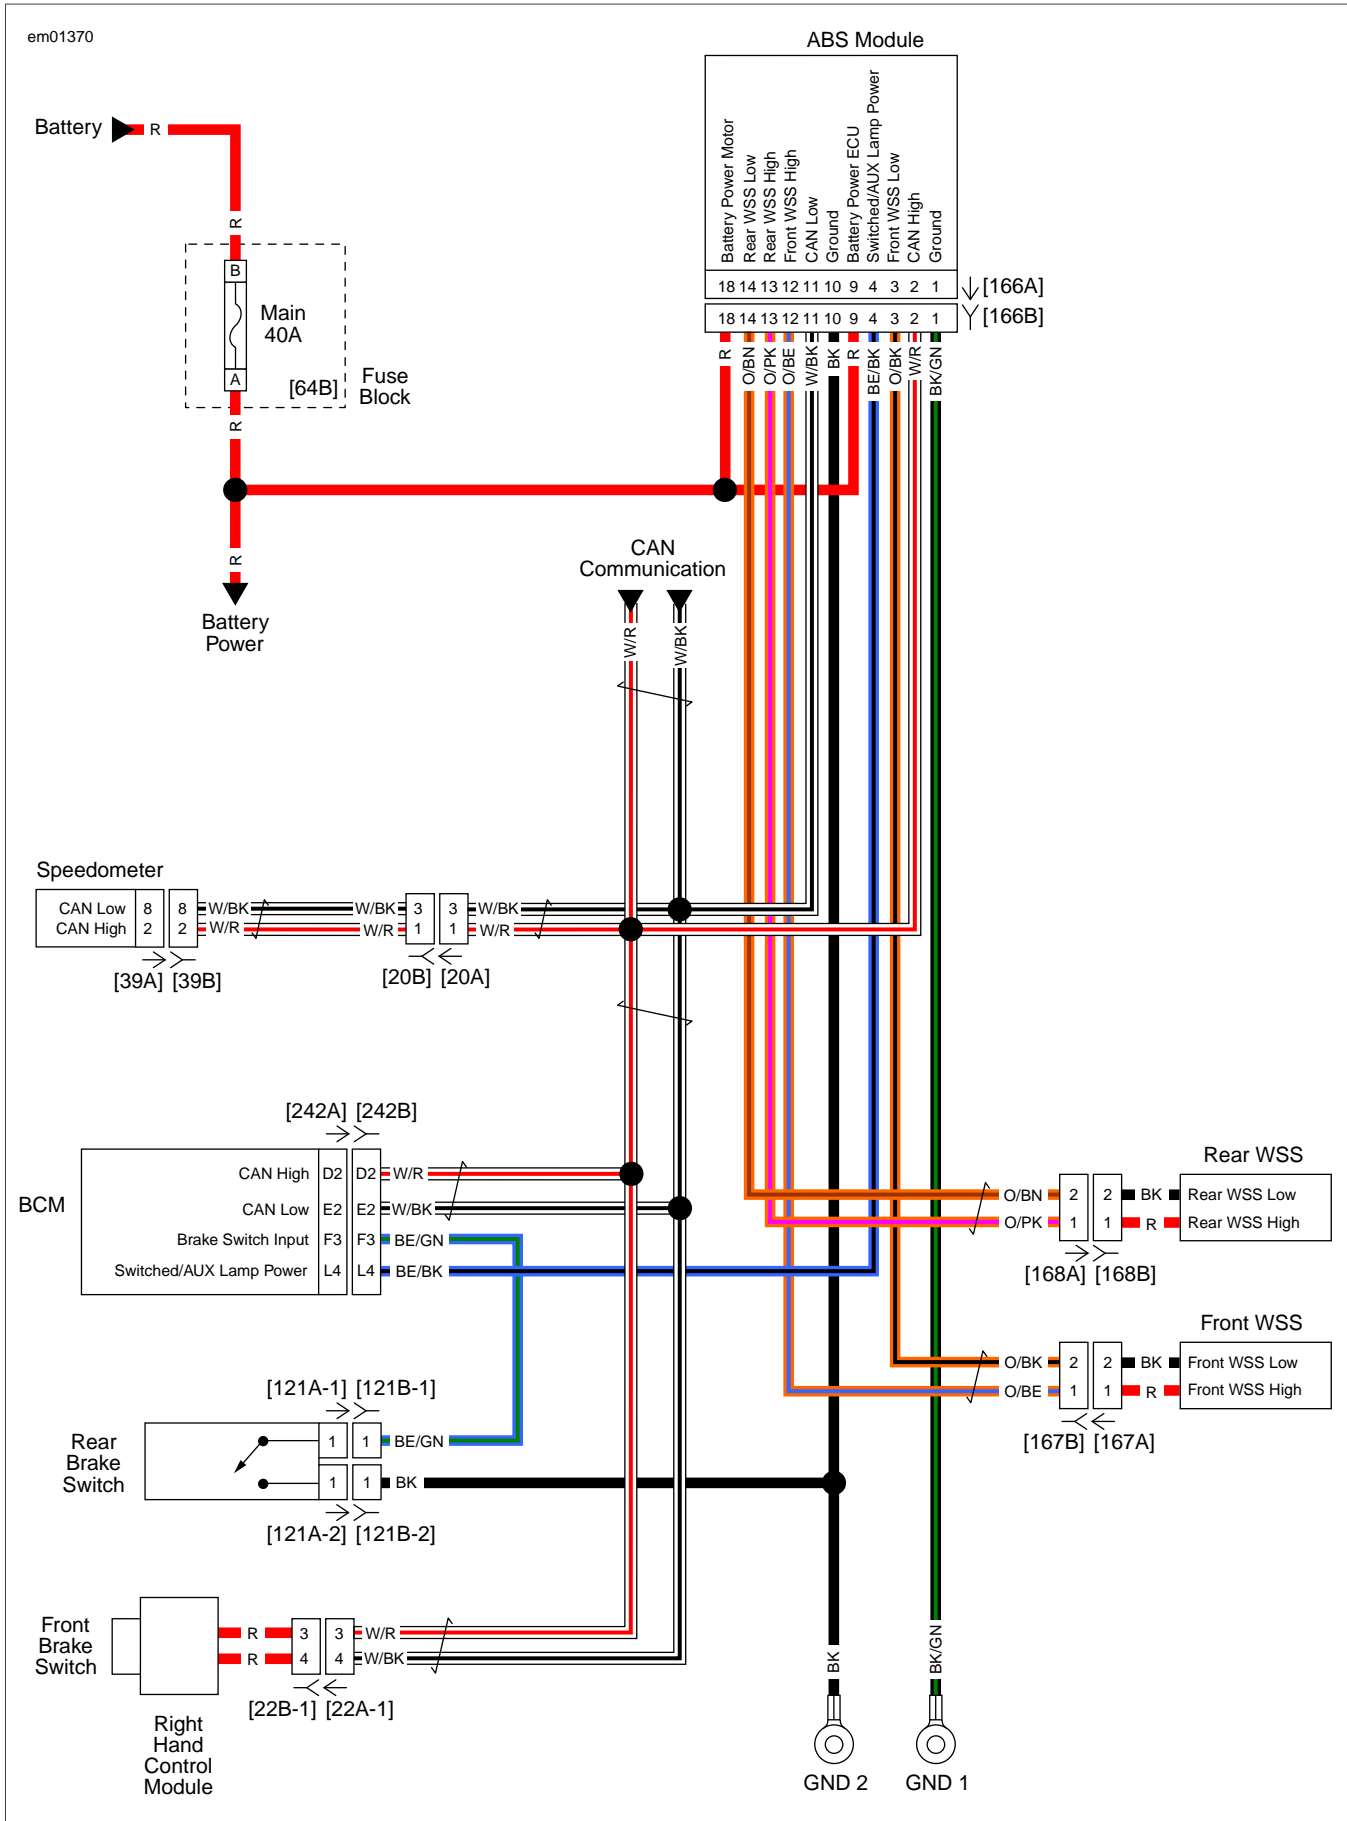 em01370
ABS Module
Battery
R
R
B
Main
40A
A
[64B]
Fuse
Block
R
R
Battery
Power
Battery Power Motor
Rear WSS Low
Rear WSS High
Front WSS High
CAN Low
Ground
Battery Power ECU
Switched/AUX Lamp Power
Front WSS Low
CAN High
Ground
18 14 13 12 11 10 9 4 3 2 1
[166A]
18 14 13 12 11 10 9 4 3 2 1
[166B]
R
O/BN
O/PK
O/BE
W/BK
BK
R
BE/BK
O/BK
W/R
BK/GN
CAN
Communication
W/R
W/BK
Speedometer
CAN Low 8 8 W/BK W/BK 3 3 W/BK
CAN High 2 2 W/R W/R 1 1 W/R
[39A] [39B]
[20B] [20A]
[242A] [242B]
BCM
CAN High D2 D2 W/R
CAN Low E2 E2 W/BK
Brake Switch Input F3 F3 BE/GN
Switched/AUX Lamp Power L4 L4 BE/BK
Rear WSS
O/BN 2 2 BK Rear WSS Low
O/PK 1 1 R Rear WSS High
[168A] [168B]
Front WSS
O/BK 2 2 BK Front WSS Low
O/BE 1 1 R Front WSS High
[167B] [167A]
[121A-1] [121B-1]
Rear
Brake
Switch
1 1 BE/GN
1 1 BK
[121A-2] [121B-2]
Front
Brake
Switch
R 3 3 W/R
R 4 4 W/BK
[22B-1] [22A-1]
Right
Hand
Control
Module
BK
BK/GN
GND 2
GND 1